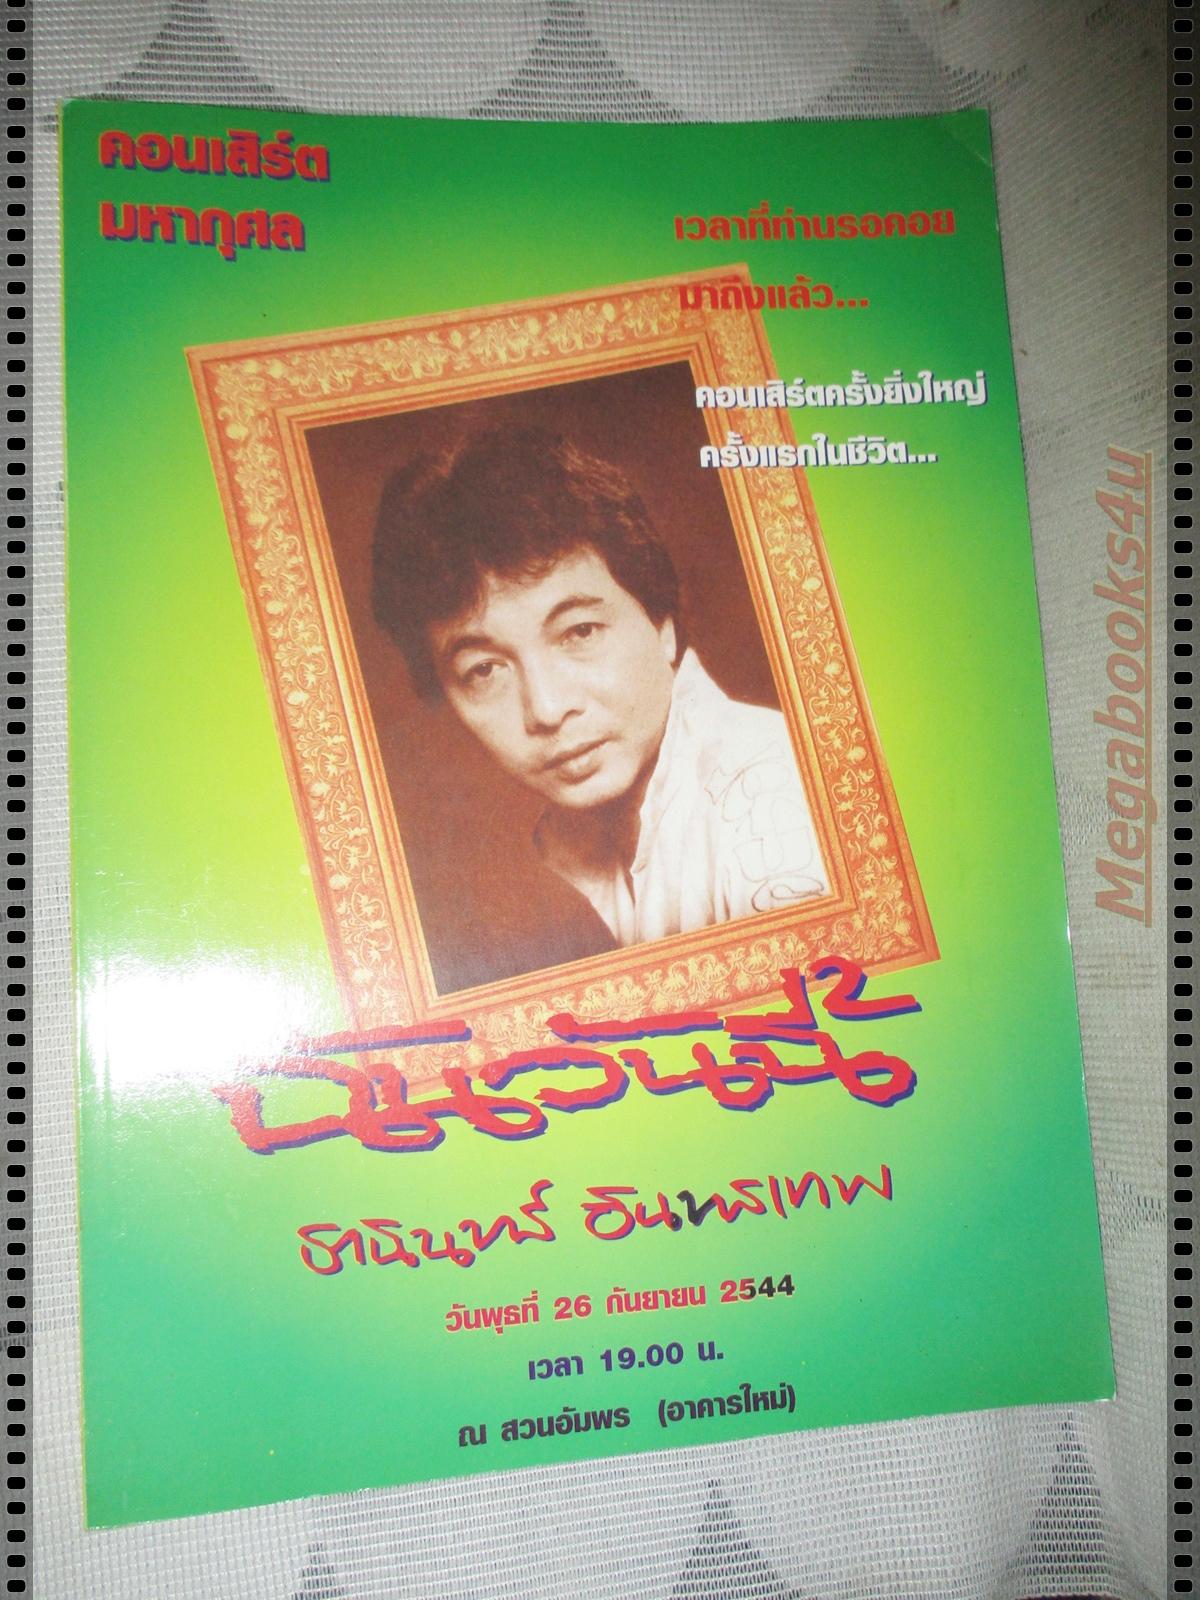 คอนเสิร์ต
มหากุศล
เวลาที่ท่านรอคอย
มาถึงแล้ว...
คอนเสิร์ตครั้งยิ่งใหญ่
ครั้งแรกในชีวิต...
ธานินทร์ อินทรเทพ
วันพุธที่ 26 กันยายน 2544
เวลา 19.00 น.
ณ สวนอัมพร (อาคารใหม่)
Megabooks4u